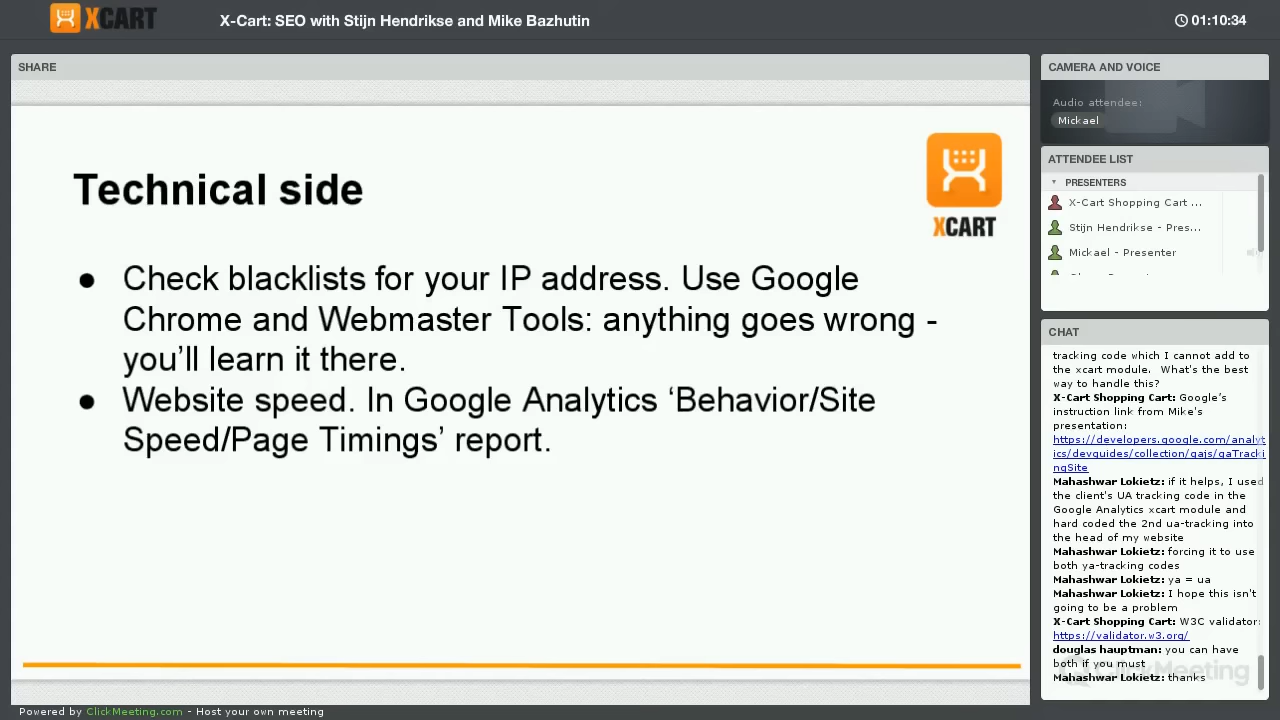 XCART
X-Cart: SEO with Stijn Hendrikse and Mike Bazhutin
01:10:34
SHARE
Technical side
XCART
● Check blacklists for your IP address. Use Google
Chrome and Webmaster Tools: anything goes wrong -
you’ll learn it there.
● Website speed. In Google Analytics ‘Behavior/Site
Speed/Page Timings’ report.
CAMERA AND VOICE
Audio attendee:
Mickael
ATTENDEE LIST
PRESENTERS
X-Cart Shopping Cart ...
Stijn Hendrikse - Pres...
Mickael - Presenter
CHAT
tracking code which I cannot add to
the xcart module. What's the best
way to handle this?
X-Cart Shopping Cart: Google's
instruction link from Mike's
presentation:
https://developers.google.com/analyt
ics/devguides/collection/gajs/gaTracki
ngSite
Mahashwar Lokietz: if it helps, I used
the client's UA tracking code in the
Google Analytics xcart module and
hard coded the 2nd ua-tracking into
the head of my website
Mahashwar Lokietz: forcing it to use
both ya-tracking codes
Mahashwar Lokietz: ya = ua
Mahashwar Lokietz: I hope this isn't
going to be a problem
X-Cart Shopping Cart: W3C validator:
https://validator.w3.org/
douglas hauptman: you can have
both if you must
Mahashwar Lokietz: thanks
ClickMeeting
Powered by ClickMeeting.com - Host your own meeting